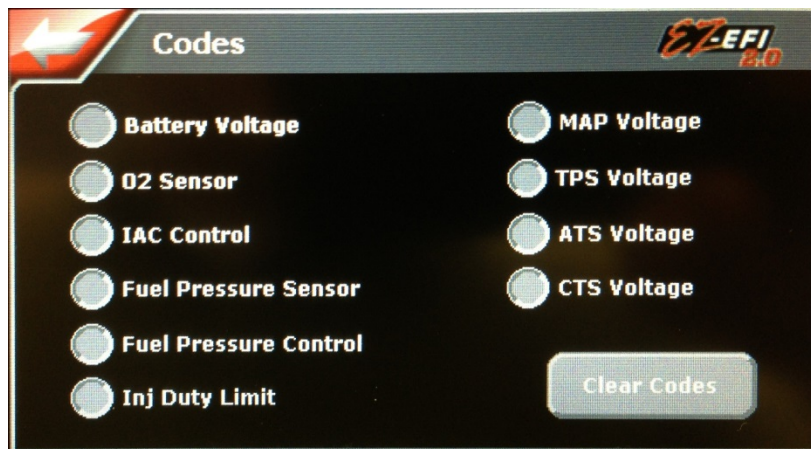 Codes
EZ-EFI
2.0
Battery Voltage
O2 Sensor
IAC Control
Fuel Pressure Sensor
Fuel Pressure Control
Inj Duty Limit
MAP Voltage
TPS Voltage
ATS Voltage
CTS Voltage
Clear Codes